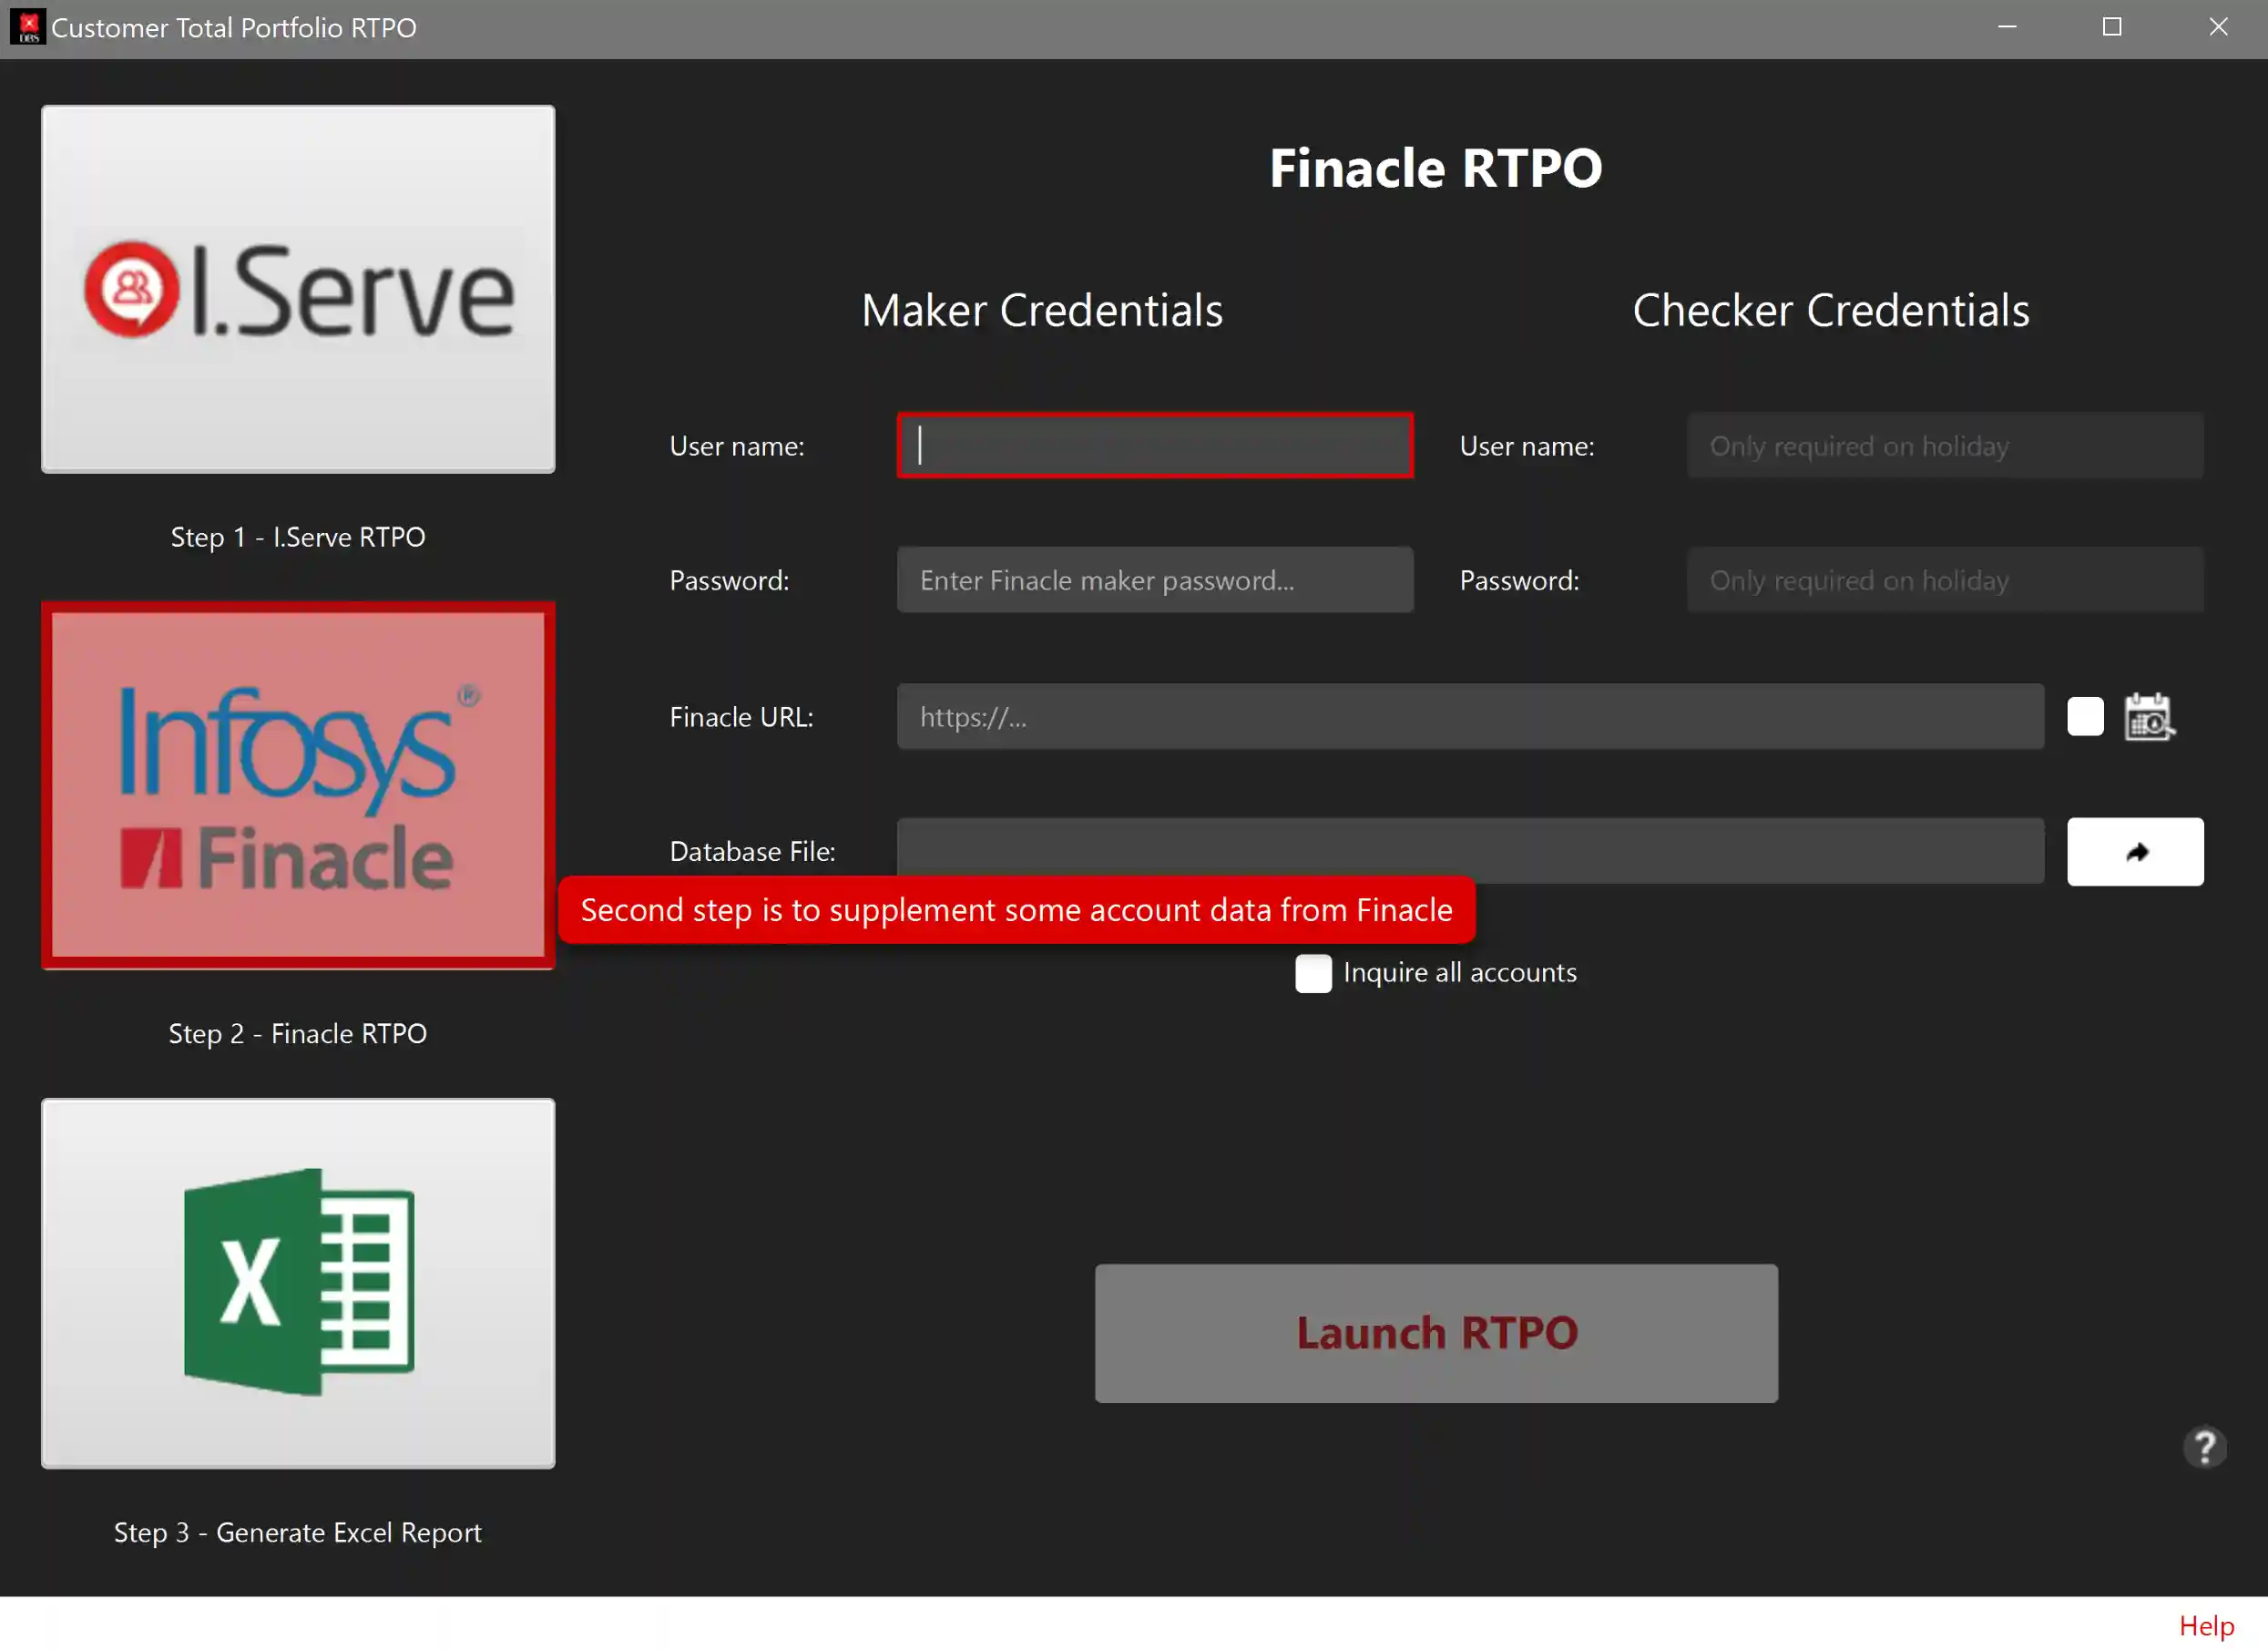 DBS
Customer Total Portfolio RTPO
I.Serve
Step 1 - I.Serve RTPO
Infosys®
Finacle
Step 2 - Finacle RTPO
X
Step 3 - Generate Excel Report
Finacle RTPO
Maker Credentials
Checker Credentials
User name:
User name: Only required on holiday
Password: Enter Finacle maker password...
Password: Only required on holiday
Finacle URL: https://...
Database File:
Second step is to supplement some account data from Finacle
Inquire all accounts
Launch RTPO
?
Help